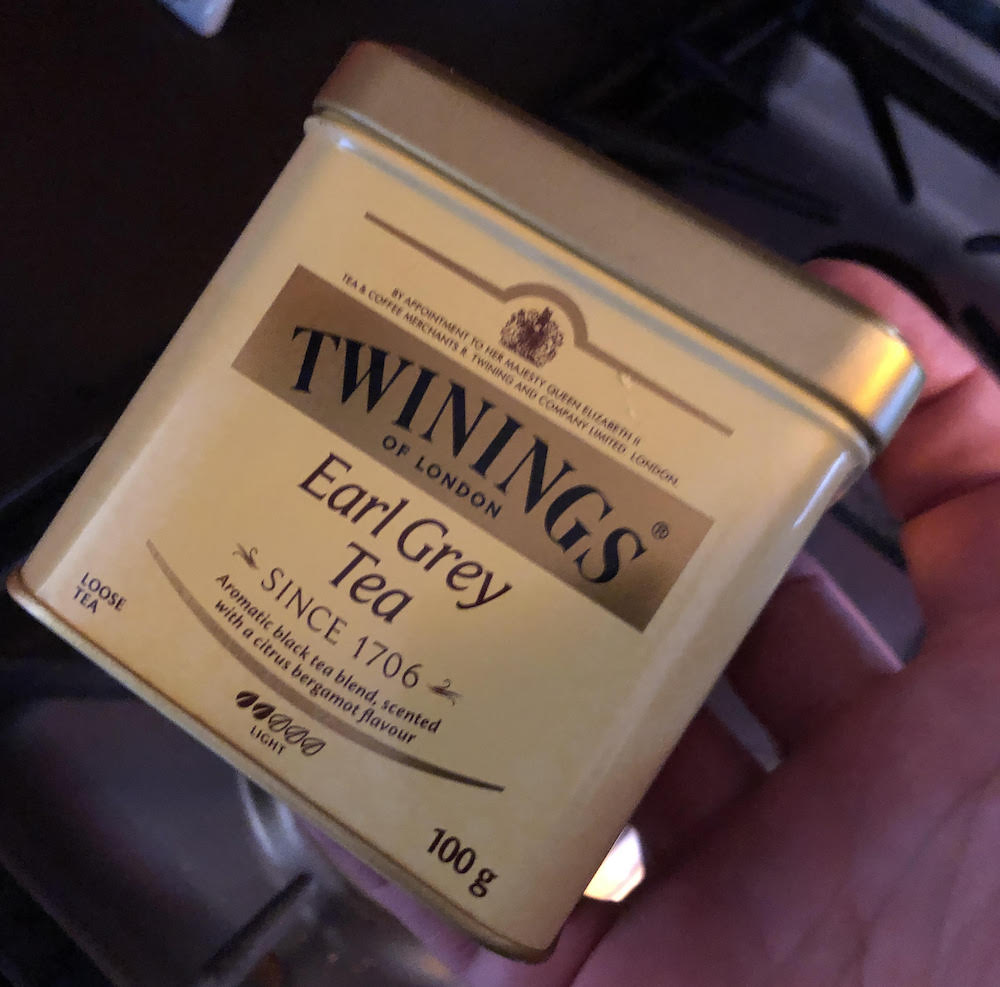 BY APPOINTMENT TO HER MAJESTY QUEEN ELIZABETH II
TEA & COFFEE MERCHANTS R. TWINING AND COMPANY LIMITED LONDON
TWININGS®
OF LONDON
Earl Grey
Tea
SINCE 1706
Aromatic black tea blend, scented
with a citrus bergamot flavour
LOOSE
TEA
LIGHT
100 g